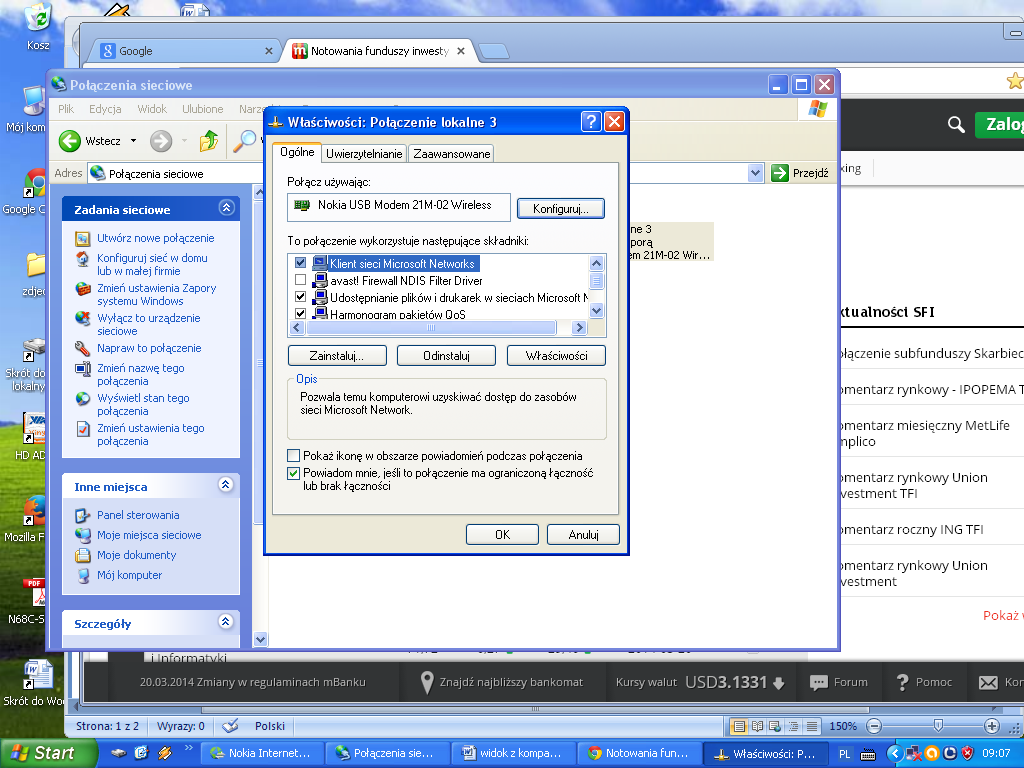 Kosz
Google
Notowania funduszy inwesty
Połączenia sieciowe
Plik
Edycja
Widok
Ulubione
Właściwości: Połączenie lokalne 3
Wstecz
Adres
Połączenia sieciowe
Przejdź
Ogólne
Uwierzytelnianie
Zaawansowane
Połącz używając:
Nokia USB Modem 21M-02 Wireless
Konfiguruj...
To połączenie wykorzystuje następujące składniki:
Klient sieci Microsoft Networks
avast! Firewall NDIS Filter Driver
Udostępnianie plików i drukarek w sieciach Microsoft N
Harmonogram pakietów QoS
Zainstaluj...
Odinstaluj
Właściwości
Opis
Pozwala temu komputerowi uzyskiwać dostęp do zasobów
sieci Microsoft Network.
Pokaż ikonę w obszarze powiadomień podczas połączenia
Powiadom mnie, jeśli to połączenie ma ograniczoną łączność
lub brak łączności
OK
Anuluj
Zadania sieciowe
Utwórz nowe połączenie
Konfiguruj sieć w domu
lub w małej firmie
Zmień ustawienia Zapory
systemu Windows
Wyłącz to urządzenie
sieciowe
Napraw to połączenie
Zmień nazwę tego
połączenia
Wyświetl stan tego
połączenia
Zmień ustawienia tego
połączenia
Inne miejsca
Panel sterowania
Moje miejsca sieciowe
Moje dokumenty
Mój komputer
Szczegóły
ne 3
porą
em 21M-02 Wir...
Mój kom
Google C
zdjęc
Skrót do
lokalny
HD AD
Mozilla F
N68C-S
Skrót do Wo
Zalog
xing
ktualności SFI
ołączenie subfunduszy Skarbiec
omentarz rynkowy - IPOPEMA T
omentarz miesięczny MetLife
mplico
omentarz rynkowy Union
nvestment TFI
omentarz roczny ING TFI
omentarz rynkowy Union
nvestment
Pokaż w
i Informatyki
20.03.2014 Zmiany w regulaminach mBanku
Znajdź najbliższy bankomat
Kursy walut USD3.1331
Forum
Pomoc
Kon
Strona: 1 z 2
Wyrazy: 0
Polski
150%
Start
Nokia Internet...
Połączenia sie...
widok z kompa...
Notowania fun...
Właściwości: P...
PL
09:07